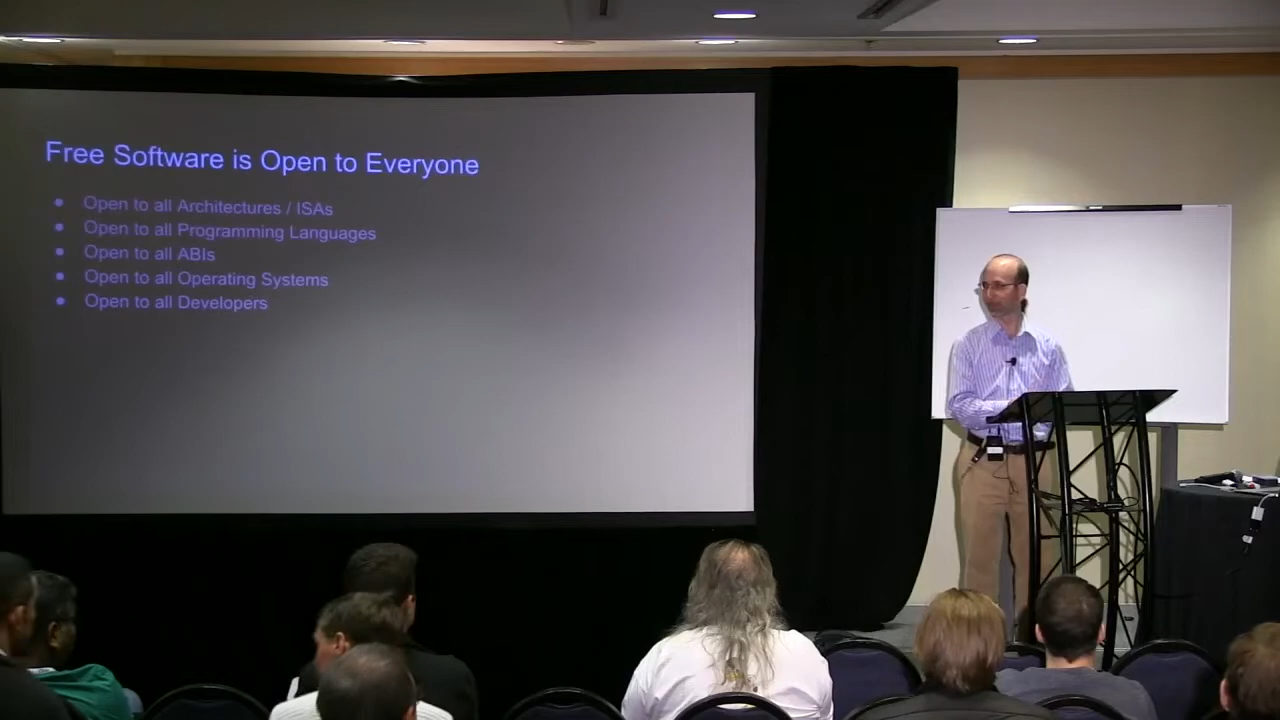 Free Software is Open to Everyone
● Open to all Architectures / ISAs
● Open to all Programming Languages
● Open to all ABIs
● Open to all Operating Systems
● Open to all Developers